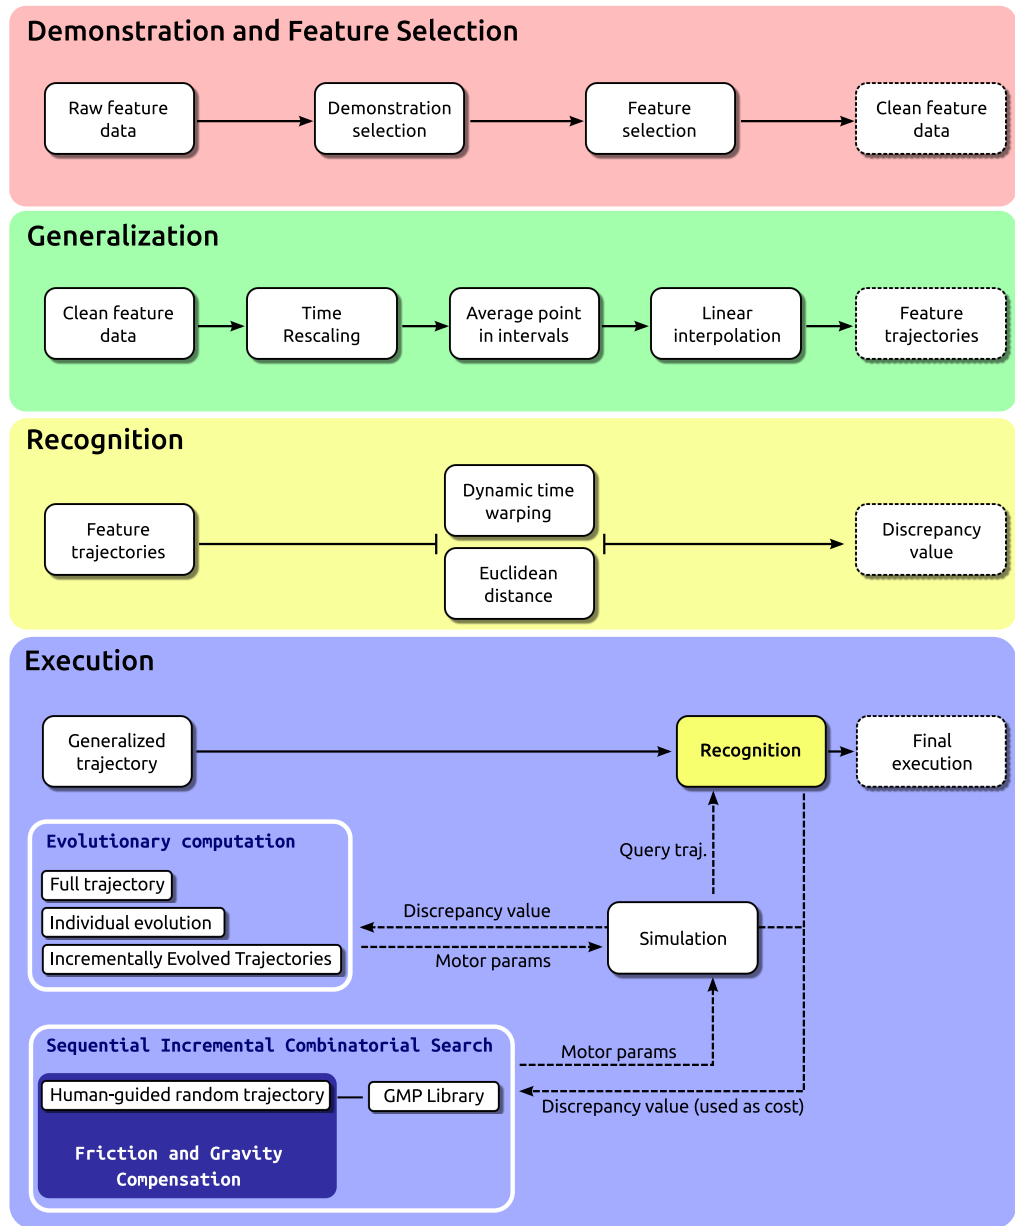 Demonstration and Feature Selection
Raw feature
data
Demonstration
selection
Feature
selection
Clean feature
data
Generalization
Clean feature
data
Time
Rescaling
Average point
in intervals
Linear
interpolation
Feature
trajectories
Recognition
Feature
trajectories
Dynamic time
warping
Euclidean
distance
Discrepancy
value
Execution
Generalized
trajectory
Recognition
Final
execution
Evolutionary computation
Full trajectory
Individual evolution
Incrementally Evolved Trajectories
Query traj.
Discrepancy value
Motor params
Simulation
Sequential Incremental Combinatorial Search
Human-guided random trajectory
GMP Library
Friction and Gravity
Compensation
Motor params
Discrepancy value (used as cost)